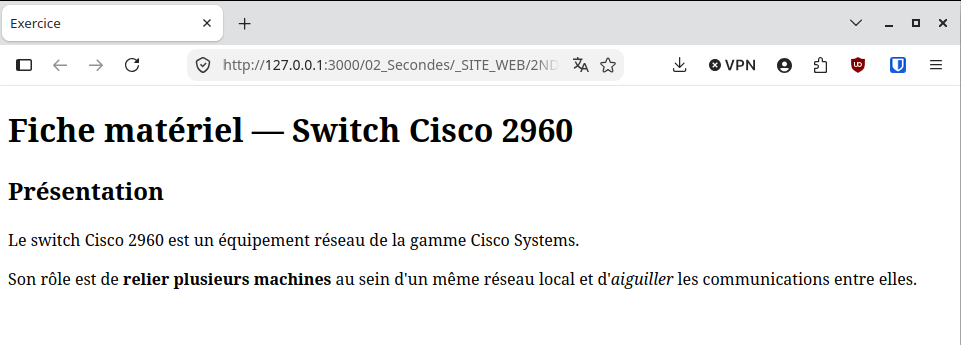 Exercice
http://127.0.0.1:3000/02_Secondes/_SITE_WEB/2ND
VPN
Fiche matériel — Switch Cisco 2960
Présentation
Le switch Cisco 2960 est un équipement réseau de la gamme Cisco Systems.
Son rôle est de relier plusieurs machines au sein d'un même réseau local et d'aiguiller les communications entre elles.